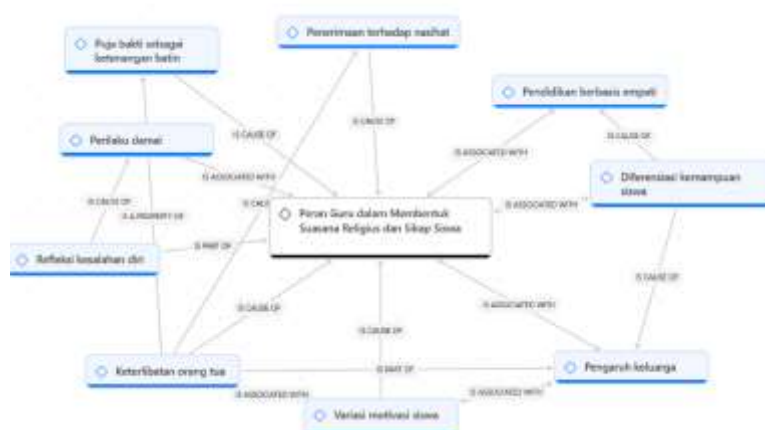 Penerimaan terhadap nasihat
Puja bakti sebagai
ketenangan batin
Pendidikan berbasis empati
IS CAUSE OF
IS CAUSE OF
Perilaku damai
IS CAUSE OF
IS ASSOCIATED WITH
IS ASSOCIATED WITH
Diferensiasi kemampuan
siswa
IS CAUSE OF
IS ASSOCIATED WITH
IS A PROPERTY OF
Peran Guru dalam Membentuk
Suasana Religius dan Sikap Siswa
IS PART OF
Refleksi kesalahan diri
IS CAUSE OF
IS CAUSE OF
IS ASSOCIATED WITH
IS CAUSE OF
Keterlibatan orang tua
IS PART OF
Pengaruh keluarga
IS ASSOCIATED WITH
IS ASSOCIATED WITH
Variasi motivasi siswa